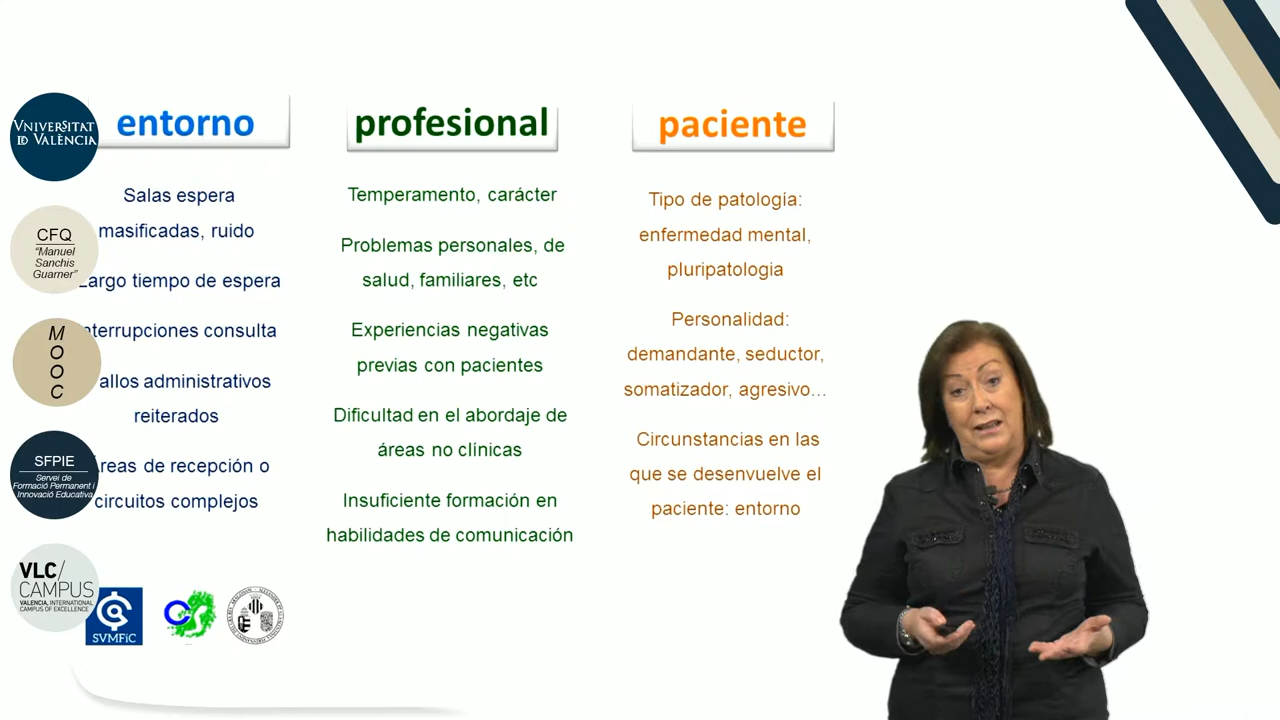 VNIVERSITAT
ID VALÈNCIA
CFQ
"Manuel
Sanchis
Guarner"
M
O
O
C
SFPIE
Servei de
Formació Permanent i
Innovació Educativa
VLC/
CAMPUS
VALENCIA, INTERNATIONAL
CAMPUS OF EXCELLENCE
entorno
Salas espera
masificadas, ruido
Largo tiempo de espera
nterrupciones consulta
allos administrativos
reiterados
reas de recepción o
circuitos complejos
profesional
Temperamento, carácter
Problemas personales, de
salud, familiares, etc
Experiencias negativas
previas con pacientes
Dificultad en el abordaje de
áreas no clínicas
Insuficiente formación en
habilidades de comunicación
paciente
Tipo de patología:
enfermedad mental,
pluripatologia
Personalidad:
demandante, seductor,
somatizador, agresivo...
Circunstancias en las
que se desenvuelve el
paciente: entorno
SVMFiC